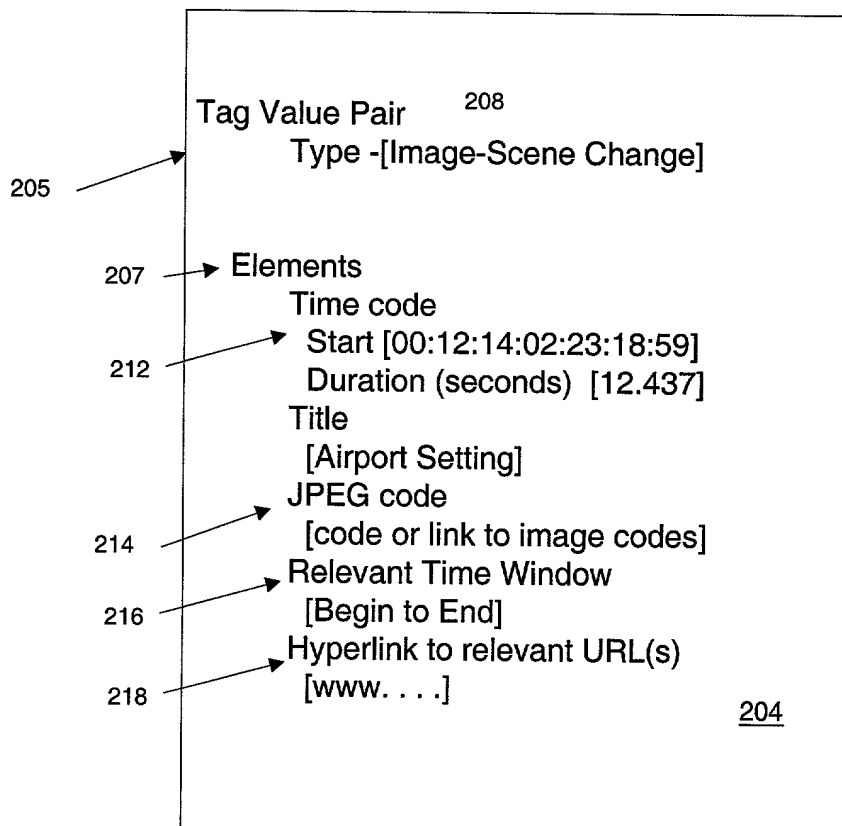 208
Tag Value Pair
Type -[Image-Scene Change]
205
207
Elements
Time code
Start [00:12:14:02:23:18:59]
212
Duration (seconds) [12.437]
Title
[Airport Setting]
JPEG code
214
[code or link to image codes]
Relevant Time Window
216
[Begin to End]
Hyperlink to relevant URL(s)
218
[www. . . .]
204